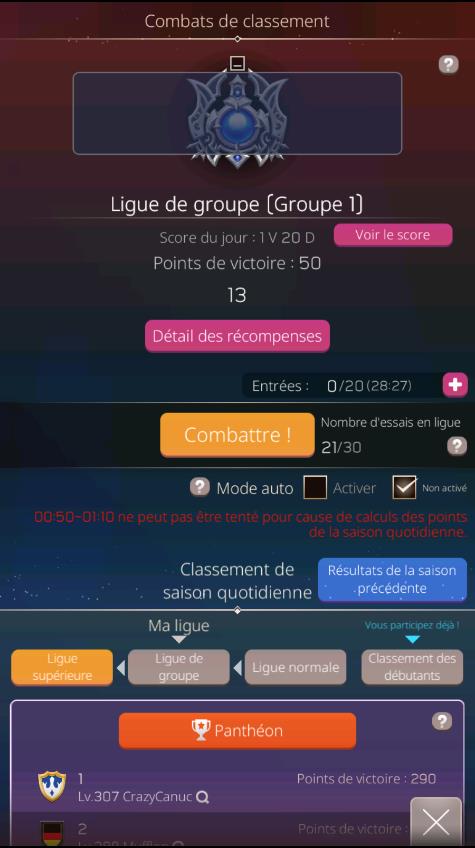 Combats de classement
Ligue de groupe (Groupe 1)
Score du jour : 1 V 20 D
Voir le score
Points de victoire : 50
13
Détail des récompenses
Entrées : 0/20 (28:27)
Combattre !
Nombre d'essais en ligue
21/30
Mode auto
Activer
Non activé
00:50~01:10 ne peut pas être tenté pour cause de calculs des points
de la saison quotidienne.
Classement de
saison quotidienne
Résultats de la saison
précédente
Ma ligue
Vous participez déjà !
Ligue
supérieure
Ligue de
groupe
Ligue normale
Classement des
débutants
Panthéon
1
Points de victoire : 290
Lv.307 CrazyCanuc
2
Points de victoire :